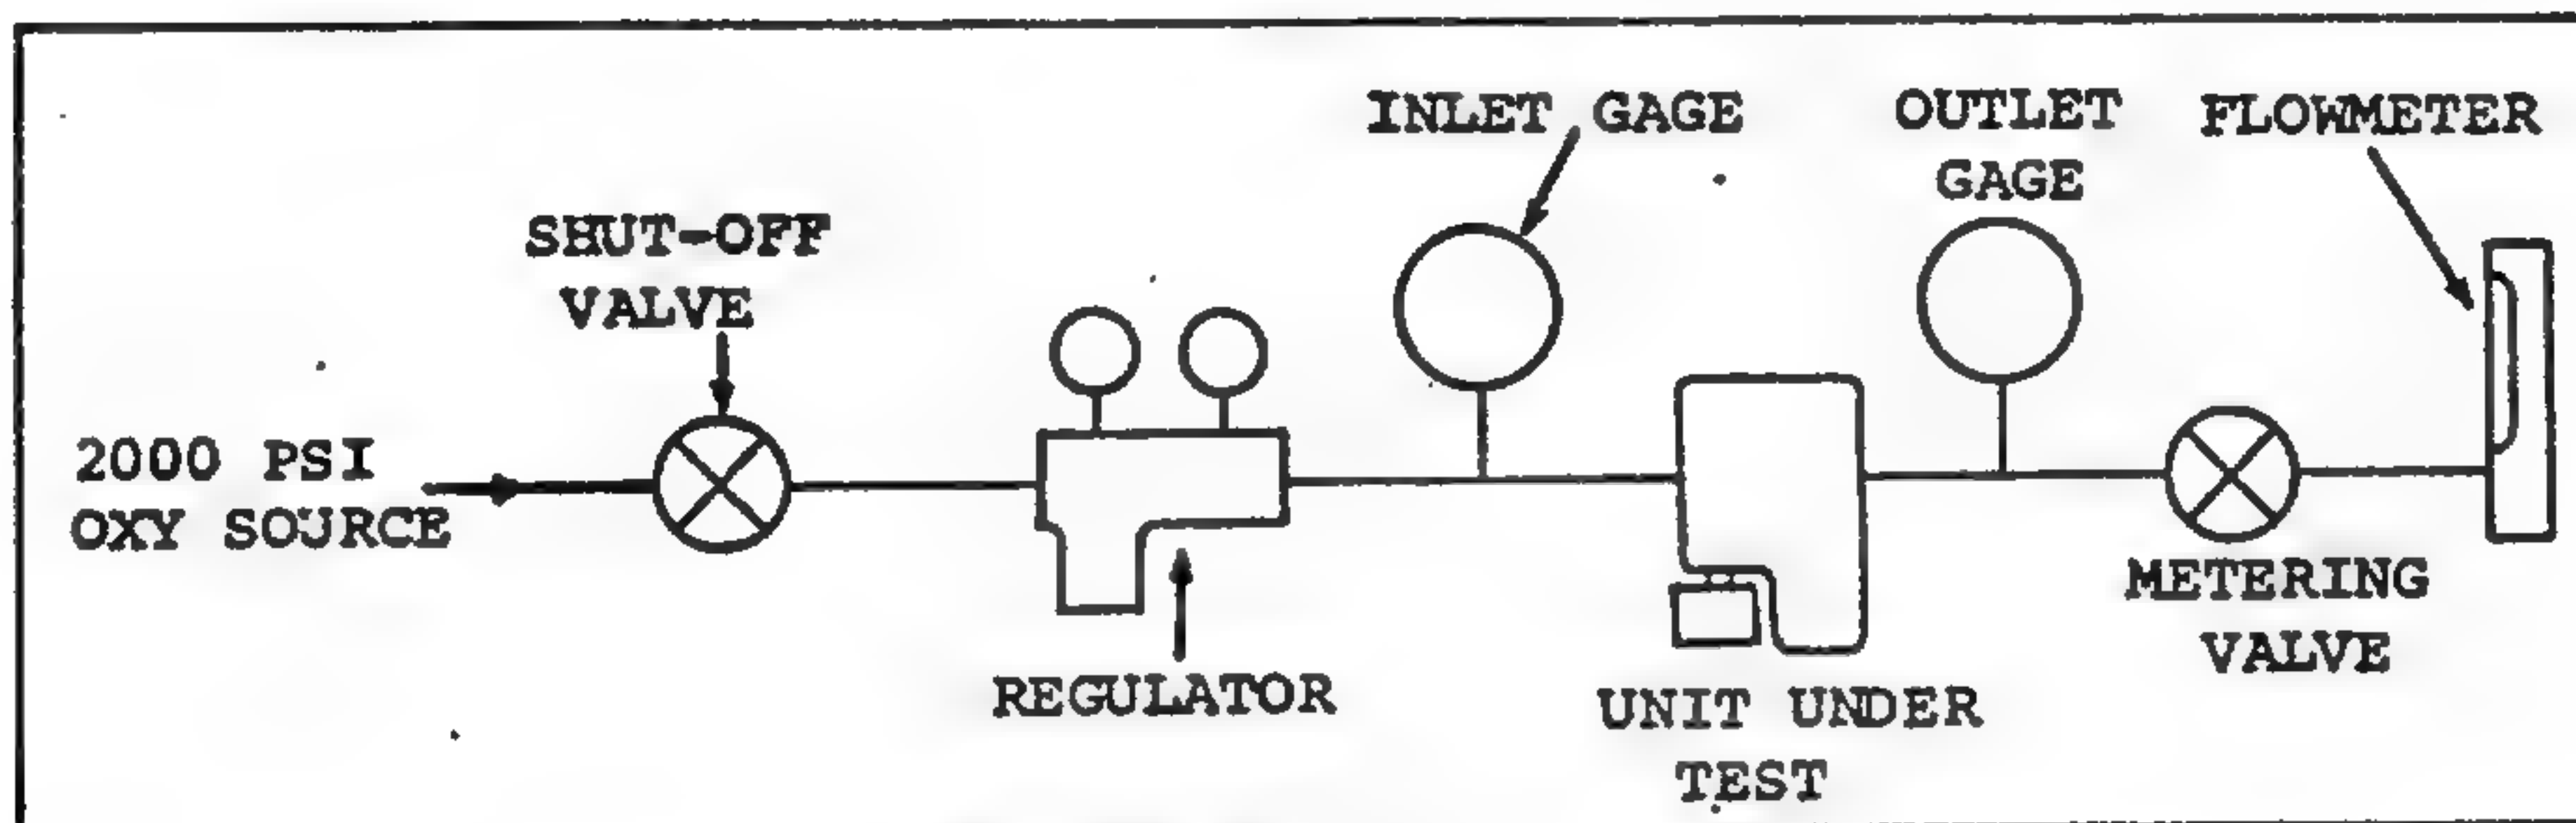 INLET GAGE
OUTLET
GAGE
FLOWMETER
SHUT-OFF
VALVE
2000 PSI
OXY SOURCE
REGULATOR
UNIT UNDER
TEST
METERING
VALVE